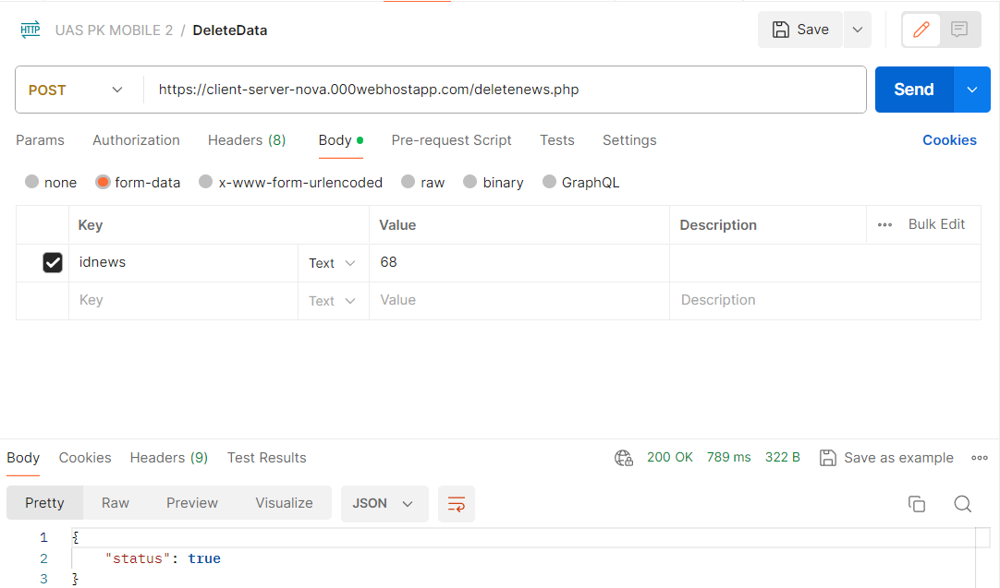 HTTP UAS PK MOBILE 2 / DeleteData Save
POST https://client-server-nova.000webhostapp.com/deletenews.php Send
Params Authorization Headers (8) Body Pre-request Script Tests Settings Cookies
none form-data x-www-form-urlencoded raw binary GraphQL
Key Value Description ••• Bulk Edit
idnews Text 68
Key Text Value Description
Body Cookies Headers (9) Test Results 200 OK 789 ms 322 B Save as example
Pretty Raw Preview Visualize JSON
1 {
2 "status": true
3 }